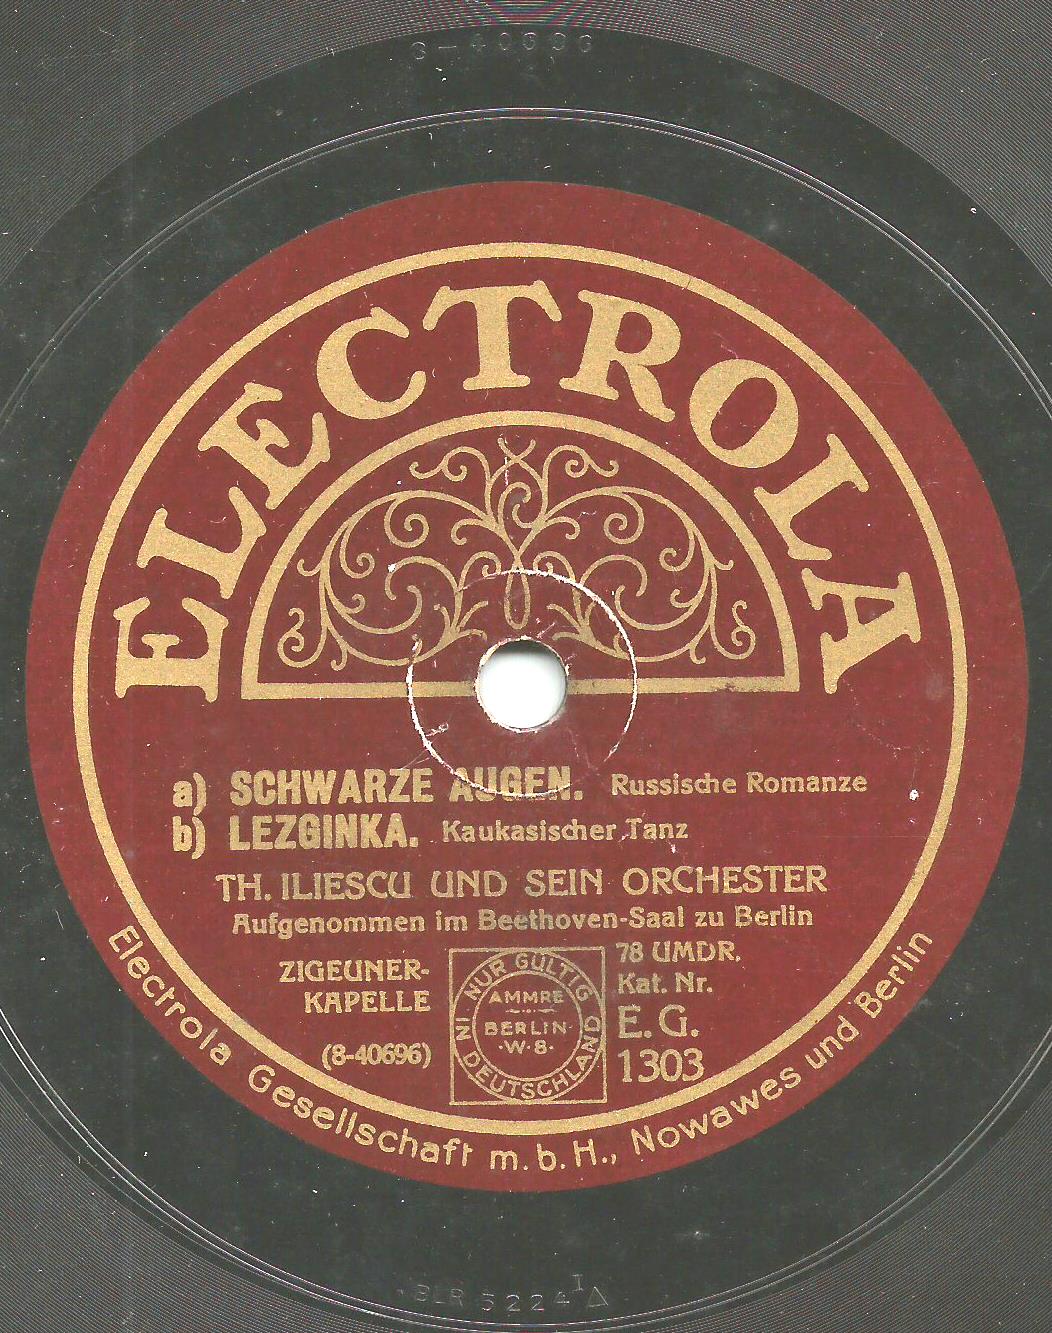 8-40696
ELECTROLA
a) SCHWARZE AUGEN. Russische Romanze
b) LEZGINKA. Kaukasischer Tanz
TH. ILIESCU UND SEIN ORCHESTER
Aufgenommen im Beethoven-Saal zu Berlin
ZIGEUNER-
KAPELLE
(8-40696)
NUR GÜLTIG
IN DEUTSCHLAND
AMMRE
BERLIN
·W·8·
78 UMDR.
Kat. Nr.
E.G.
1303
Electrola Gesellschaft m.b.H., Nowawes und Berlin
BLR 5224 I Δ